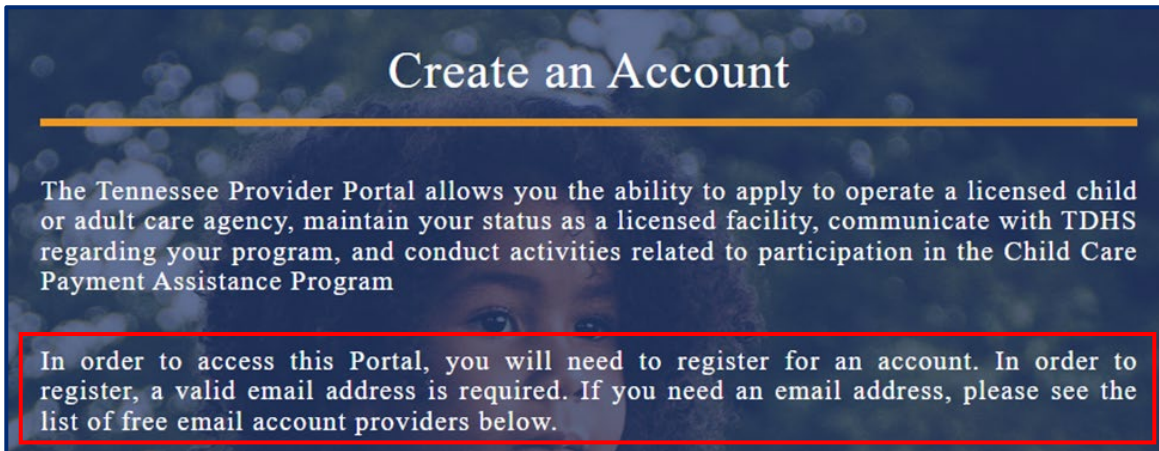 Create an Account
The Tennessee Provider Portal allows you the ability to apply to operate a licensed child
or adult care agency, maintain your status as a licensed facility, communicate with TDHS
regarding your program, and conduct activities related to participation in the Child Care
Payment Assistance Program
In order to access this Portal, you will need to register for an account. In order to
register, a valid email address is required. If you need an email address, please see the
list of free email account providers below.